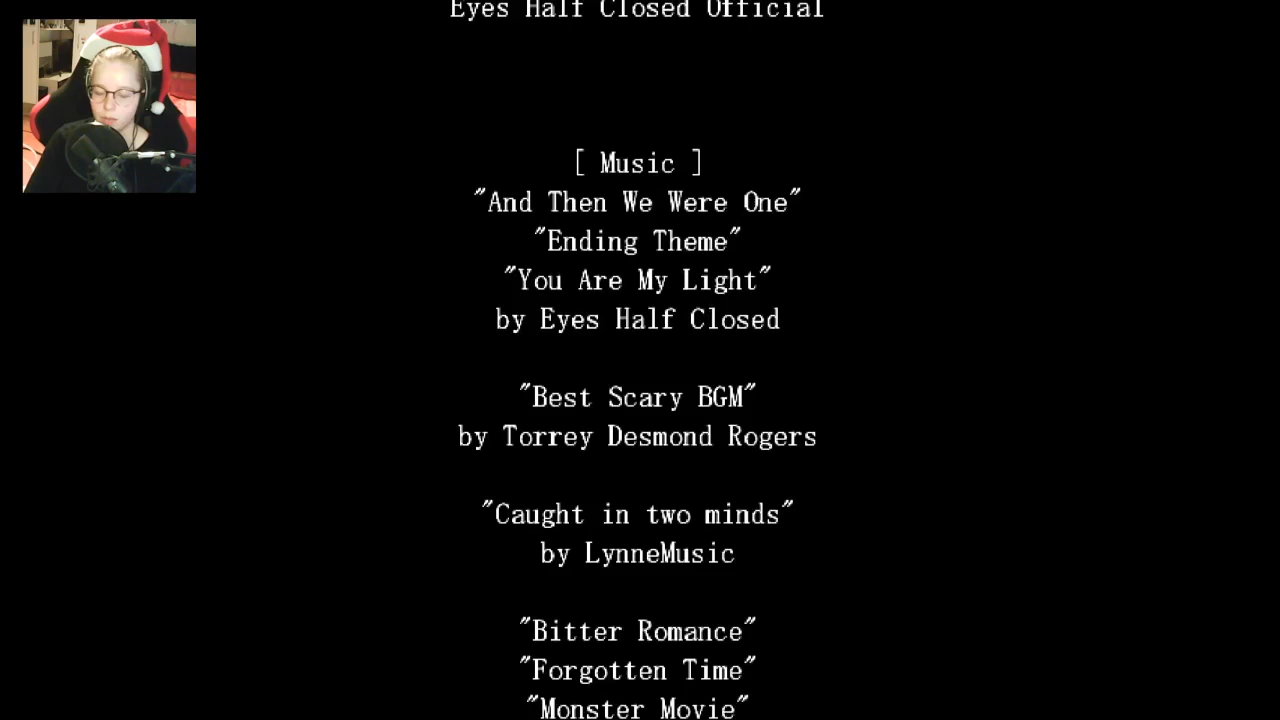 Eyes Half Closed Official
[ Music ]
"And Then We Were One"
"Ending Theme"
"You Are My Light"
by Eyes Half Closed
"Best Scary BGM"
by Torrey Desmond Rogers
"Caught in two minds"
by LynneMusic
"Bitter Romance"
"Forgotten Time"
"Monster Movie"